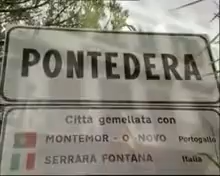 PONTEDERA
Città gemellata con
MONTEMOR - O - NOVO Portogallo
SERRARA FONTANA Italia